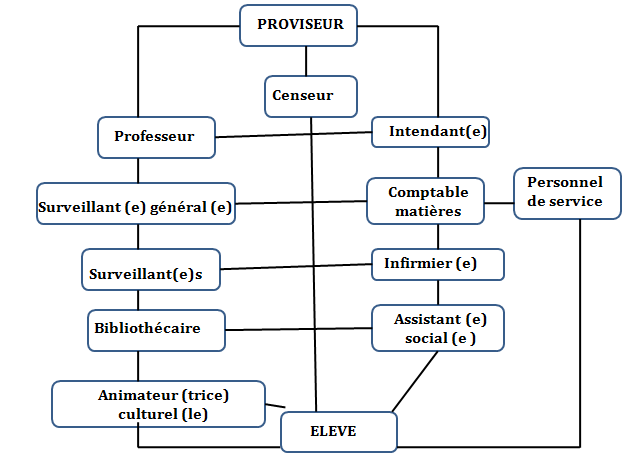 PROVISEUR
Censeur
Professeur
Intendant(e)
Surveillant (e) général (e)
Comptable
matières
Personnel
de service
Surveillant(e)s
Infirmier (e)
Bibliothécaire
Assistant (e)
social (e )
Animateur (trice)
culturel (le)
ELEVE